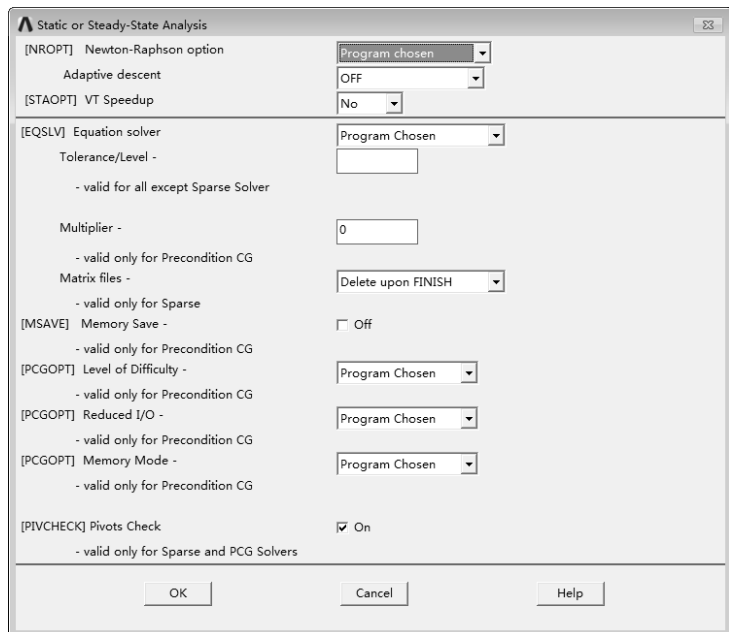 Static or Steady-State Analysis
[NROPT] Newton-Raphson option Program chosen
Adaptive descent OFF
[STAOPT] VT Speedup No
[EQSLV] Equation solver Program Chosen
Tolerance/Level -
- valid for all except Sparse Solver
Multiplier - 0
- valid only for Precondition CG
Matrix files - Delete upon FINISH
- valid only for Sparse
[MSAVE] Memory Save - Off
- valid only for Precondition CG
[PCGOPT] Level of Difficulty - Program Chosen
- valid only for Precondition CG
[PCGOPT] Reduced I/O - Program Chosen
- valid only for Precondition CG
[PCGOPT] Memory Mode - Program Chosen
- valid only for Precondition CG
[PIVCHECK] Pivots Check On
- valid only for Sparse and PCG Solvers
OK Cancel Help